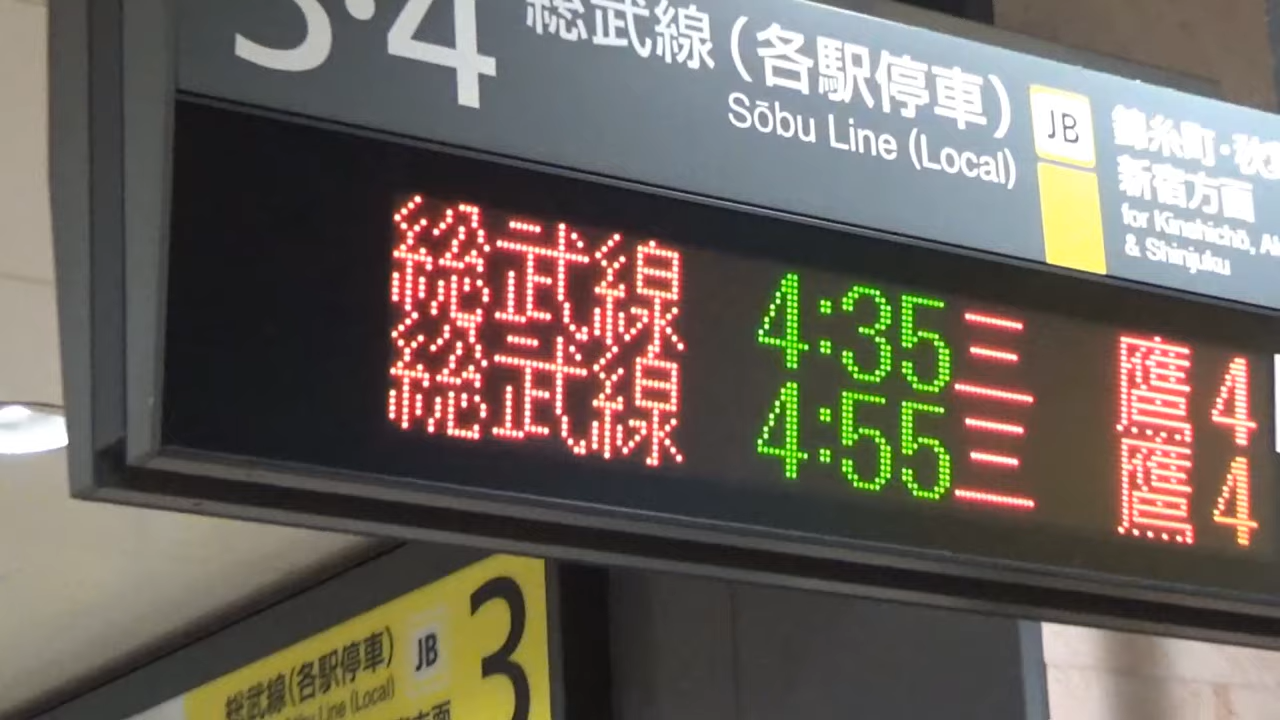 3·4
総武線(各駅停車)
Sōbu Line (Local)
JB
錦糸町・秋
新宿方面
for Kinshichō,
& Shinjuku
総武線 4:35 三鷹 4
総武線 4:55 三鷹 4
総武線(各駅停車)
Line (Local)
JB
3